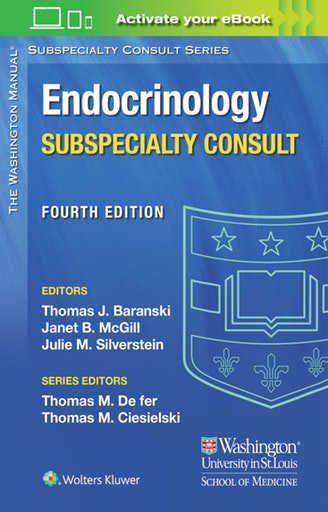 Activate your eBook
THE WASHINGTON MANUAL®
SUBSPECIALTY CONSULT SERIES
Endocrinology
SUBSPECIALTY CONSULT
FOURTH EDITION
EDITORS
Thomas J. Baranski
Janet B. McGill
Julie M. Silverstein
SERIES EDITORS
Thomas M. De fer
Thomas M. Ciesielski
Wolters Kluwer
Washington®
University in St. Louis
SCHOOL OF MEDICINE